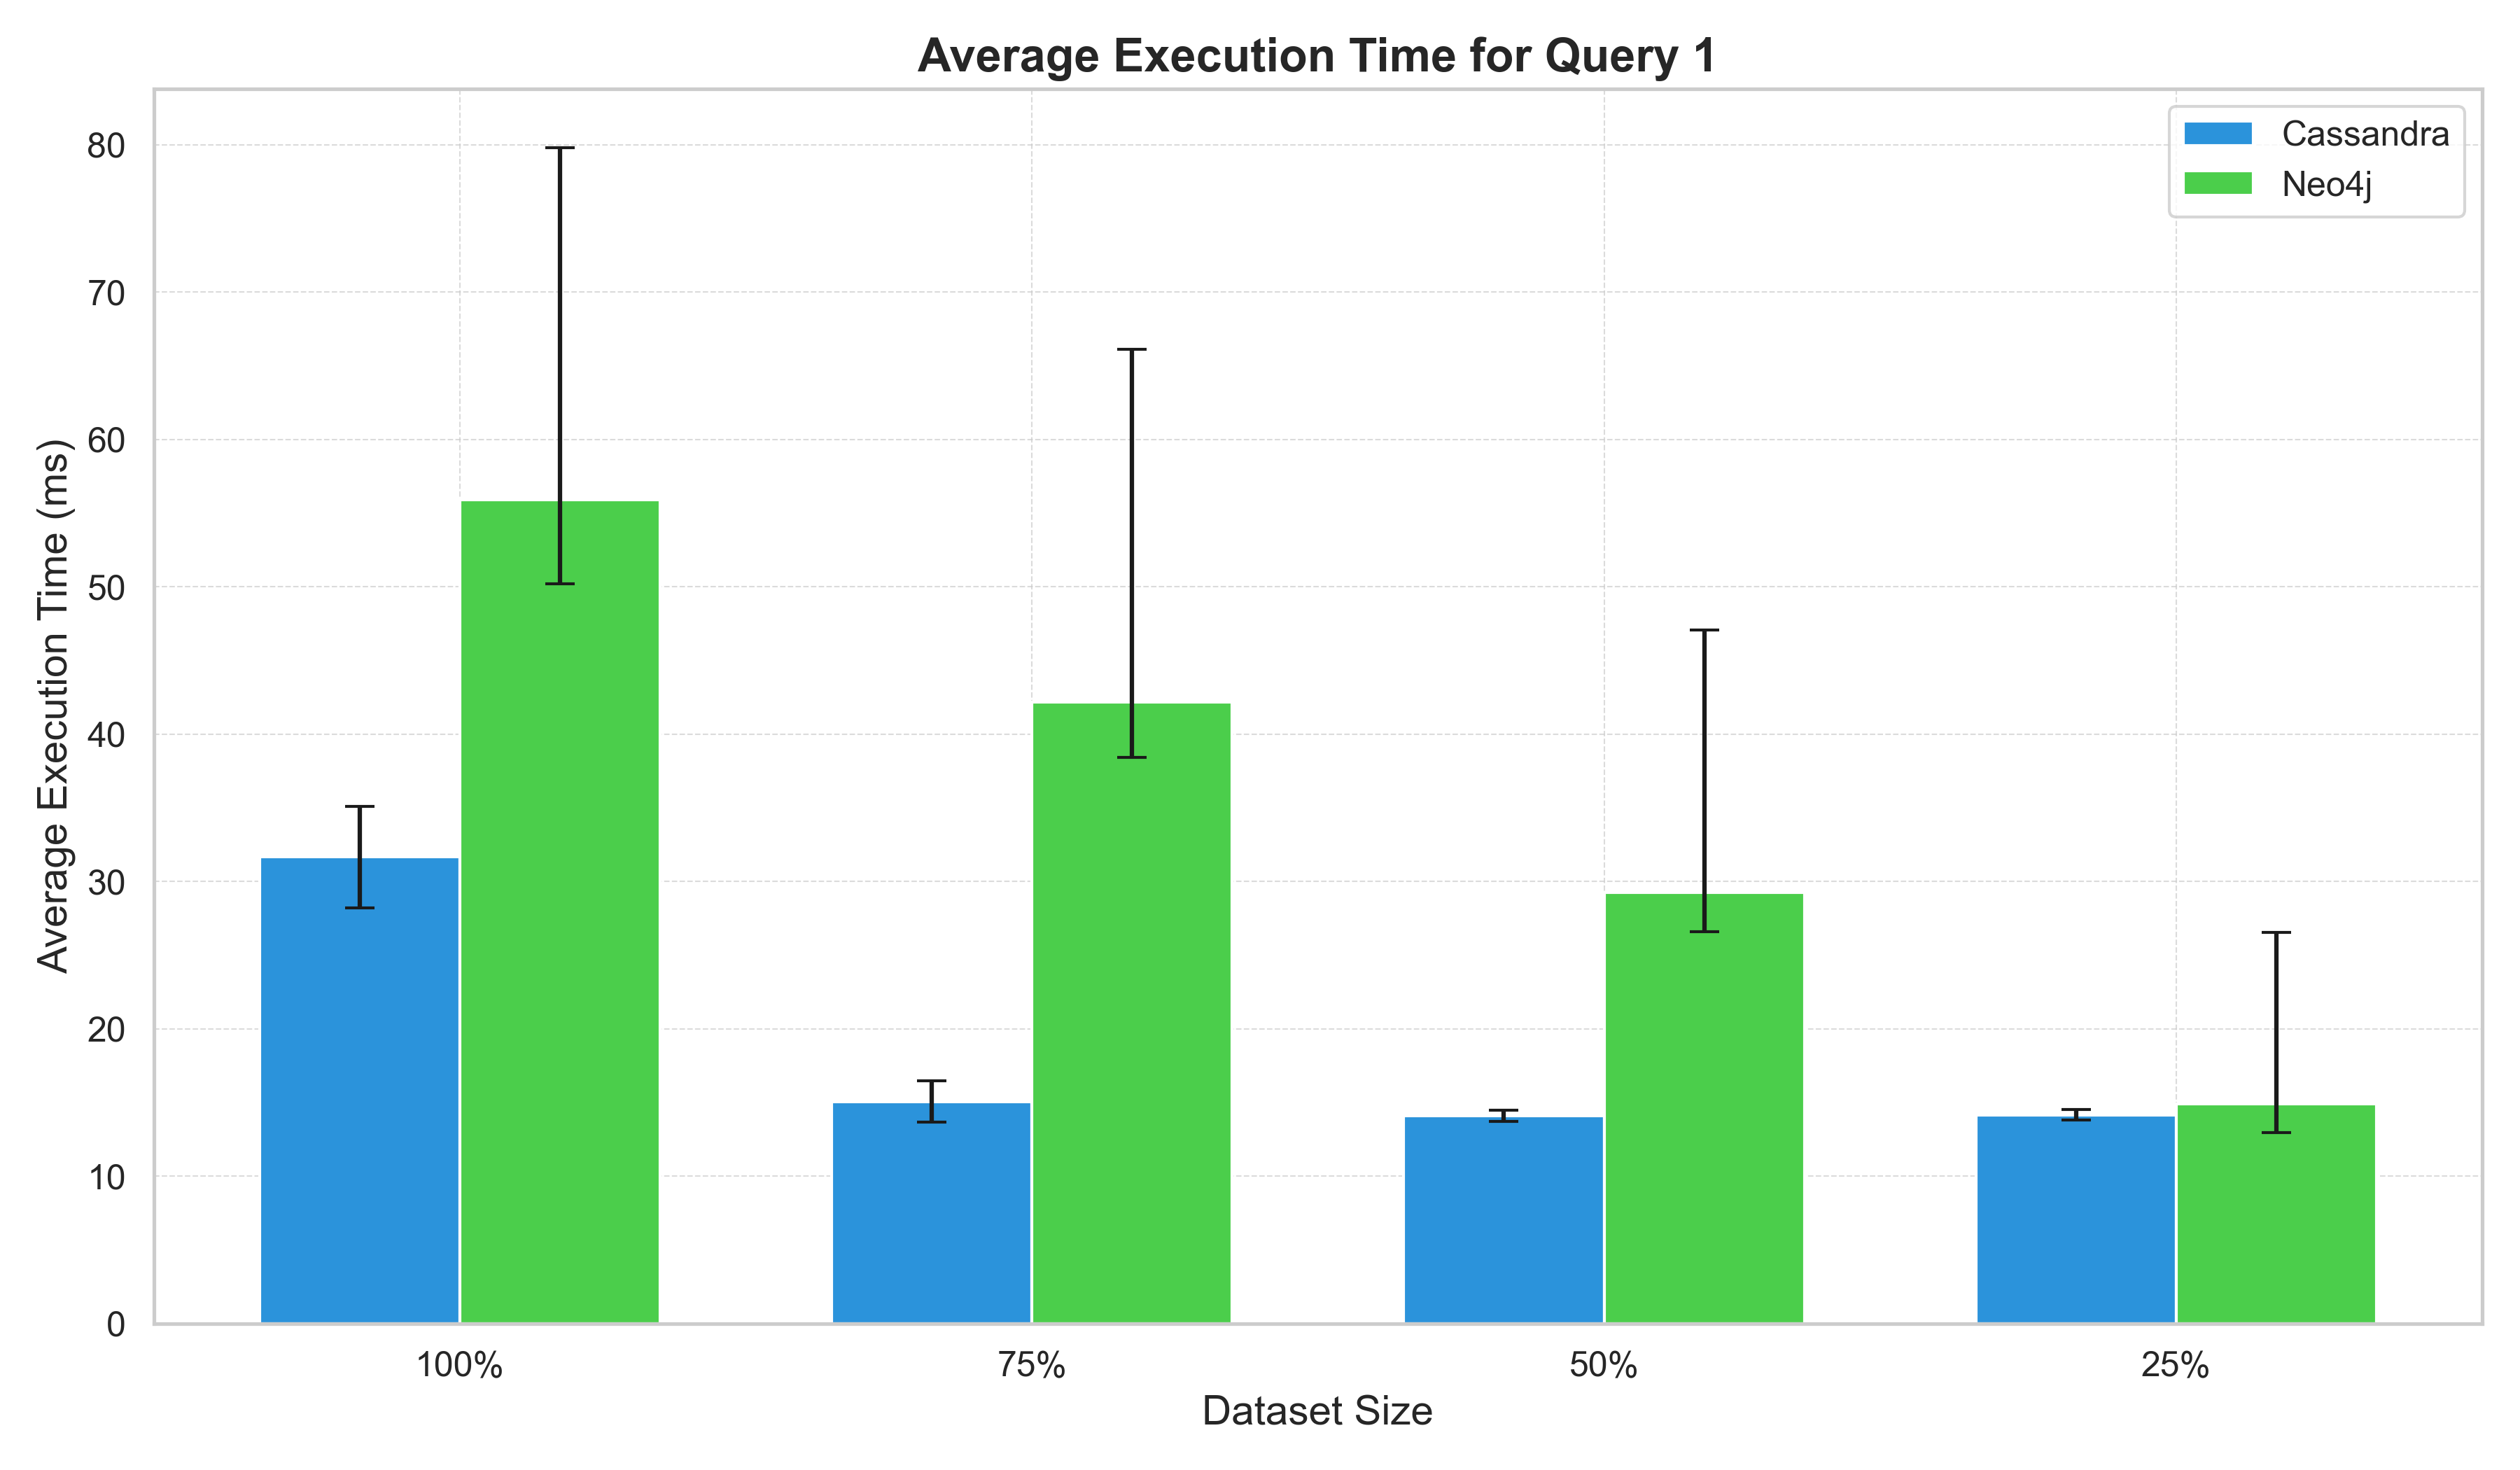 Average Execution Time for Query 1
Cassandra
Neo4j
Average Execution Time (ms)
80
70
60
50
40
30
20
10
0
100%
75%
50%
25%
Dataset Size